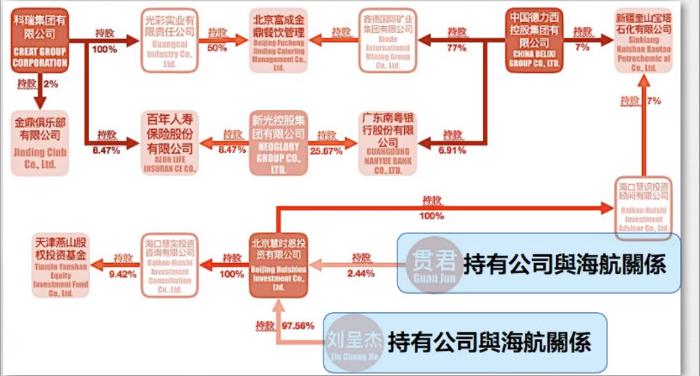 科瑞集团有
限公司
CREAT GROUP
CORPORATION
持股
100%
光彩实业有
限责任公司
Guangcai
Industry Co.,
Ltd.
持股
50%
北京富成金
鼎餐饮管理
Beijing Fucheng
Jinding Catering
Management Co.,
Ltd.
鑫德国际矿业
集团有限公司
Xinde
International
Mining Group
Co., Ltd.
持股
77%
中国德力西
控股集团有
限公司
CHINA DELIXI
GROUP CO., LTD.
持股
7%
新疆奎山宝塔
石化有限公司
Sinkiang
Kuishan Baotao
Petrochemic al
Co., Ltd.
持股 2%
金鼎俱乐部
有限公司
Jinding Club
Co., Ltd.
持股
8.47%
百年人寿
保险股份
有限公司
AEON LIFE
INSURAN CE CO.,
持股
8.47%
新光控股集
团有限公司
NEOGLORY
GROUP CO.,
LTD.
持股
25.67%
广东南粤银
行股份有限
公司
GUANGDONG
NANYUE BANK
CO., LTD.
持股
6.91%
持股 7%
海口慧识投资
顾问有限公司
Haikou Huishi
Investment
Advisor Co., Ltd.
持股
100%
天津燕山股
权投资基金
Tianjin Yanshan
Equity
Investment Fund
Co., Ltd.
持股
9.42%
海口慧实投资
咨询有限公司
Haikou Huishi
Investment
Consultation
Co., Ltd.
持股
100%
北京慧时恩投
资有限公司
Beijing Huishien
Investment Co.,
Ltd.
持股
2.44%
贯君
Guan Jun
持有公司與海航關係
持股 97.56%
刘呈杰
Liu Cheng Jie
持有公司與海航關係